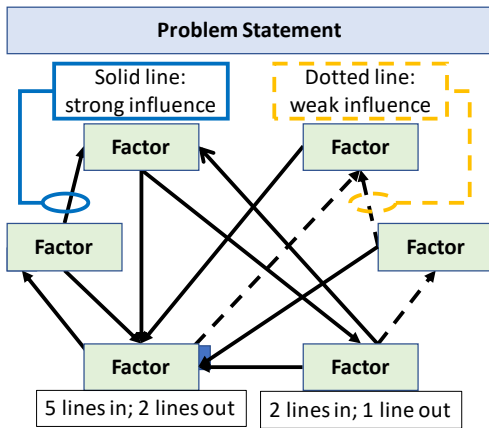 Problem Statement
Solid line:
strong influence
Dotted line:
weak influence
Factor
Factor
Factor
Factor
Factor
Factor
5 lines in; 2 lines out
2 lines in; 1 line out